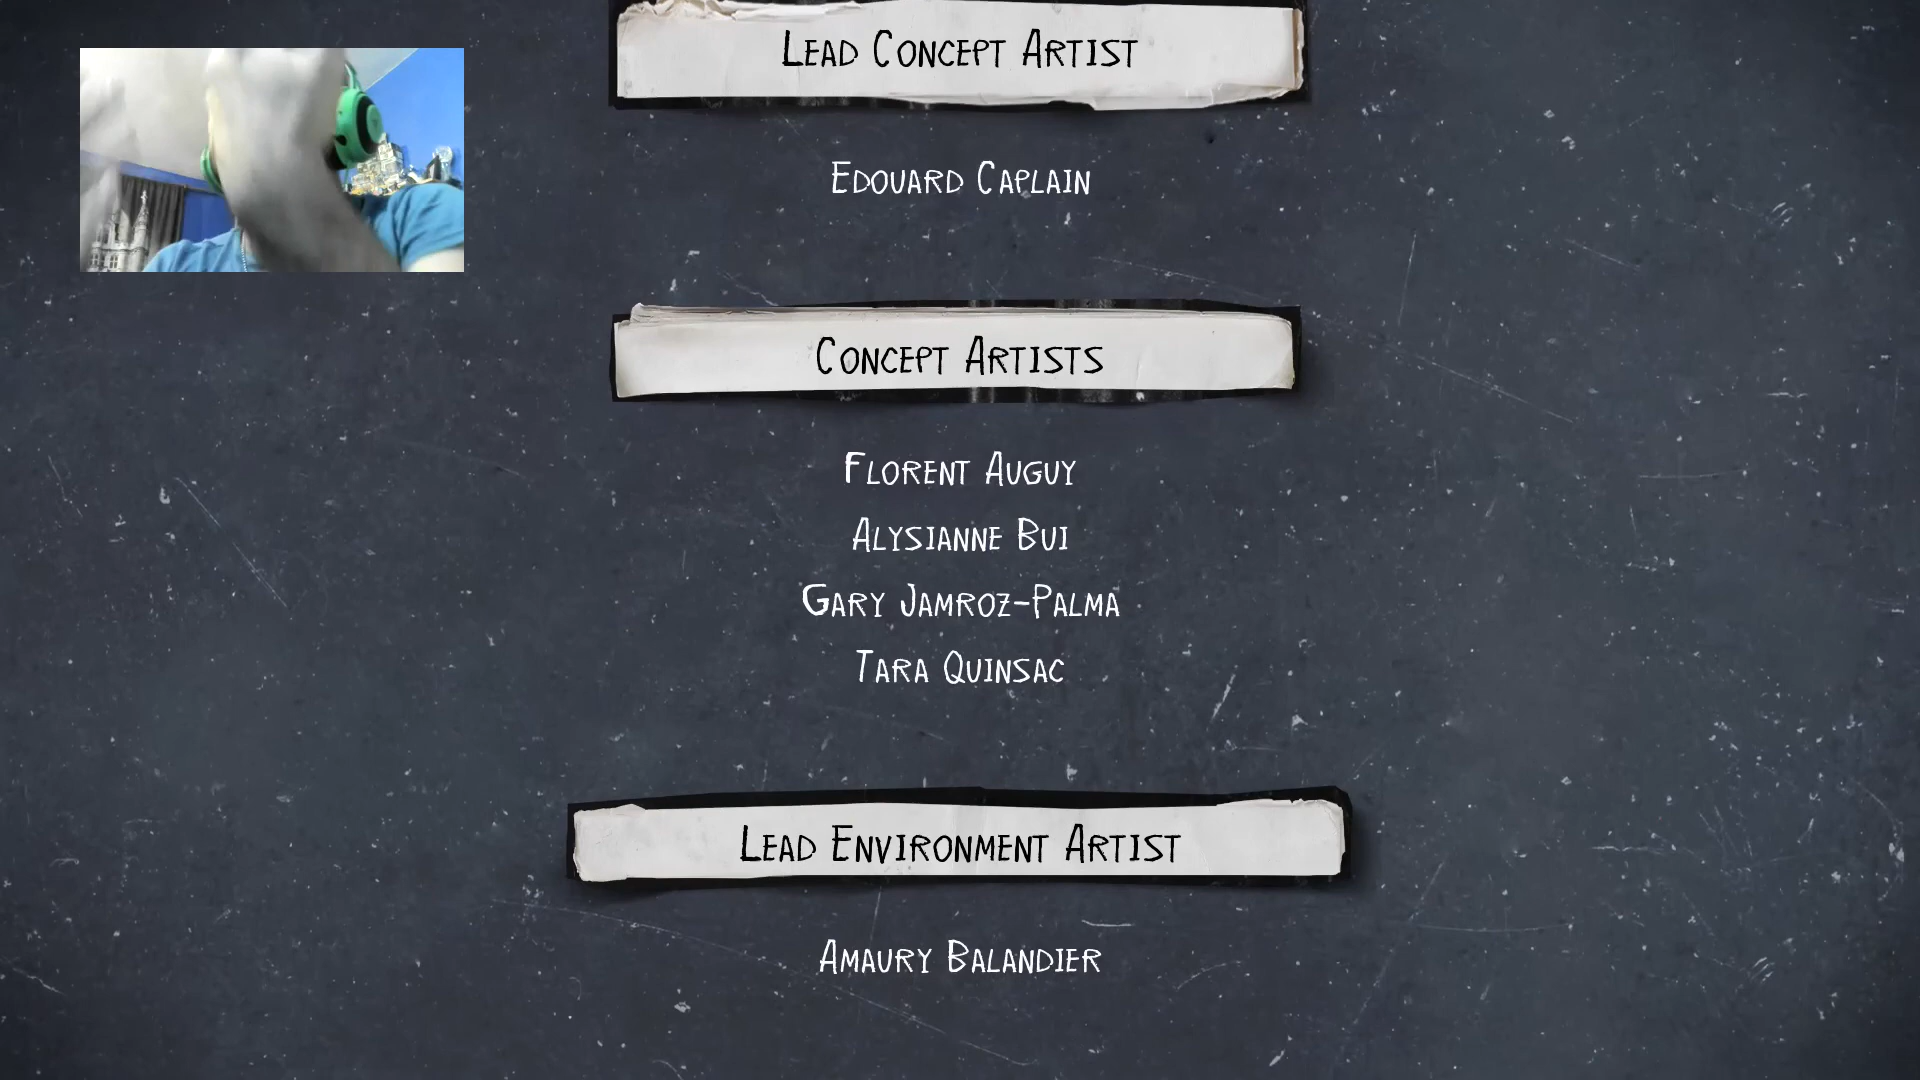 Lead Concept Artist
Edouard Caplain
Concept Artists
Florent Auguy
Alysianne Bui
Gary Jamroz-Palma
Tara Quinsac
Lead Environment Artist
Amaury Balandier